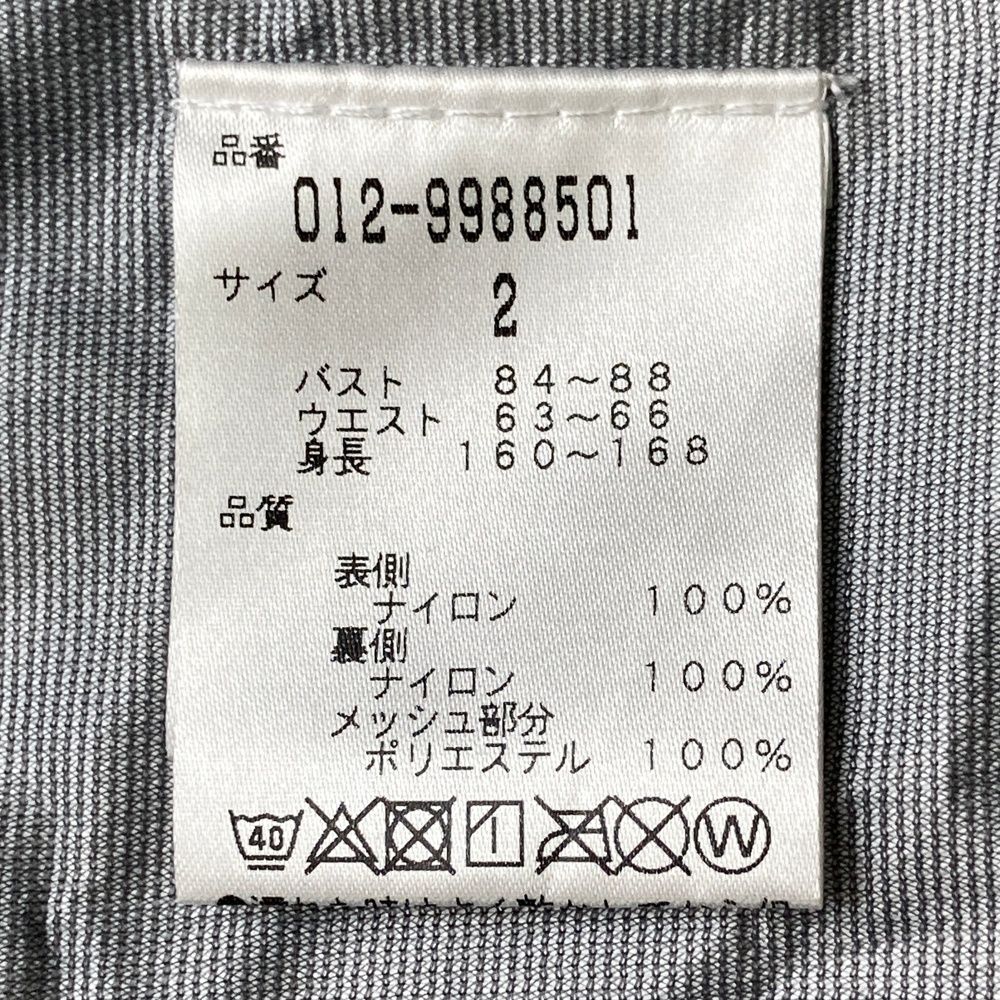 品番
012-9988501
サイズ 2
バスト 84～88
ウエスト 63～66
身長 160～168
品質
表側
ナイロン 100%
裏側
ナイロン 100%
メッシュ部分
ポリエステル 100%
40 W